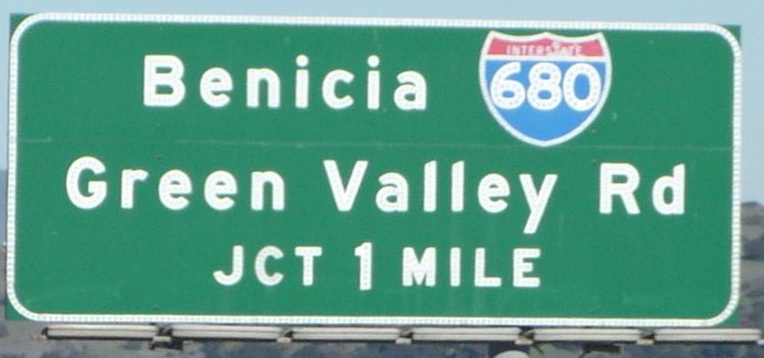 Benicia INTERSTATE 680
Green Valley Rd
JCT 1 MILE